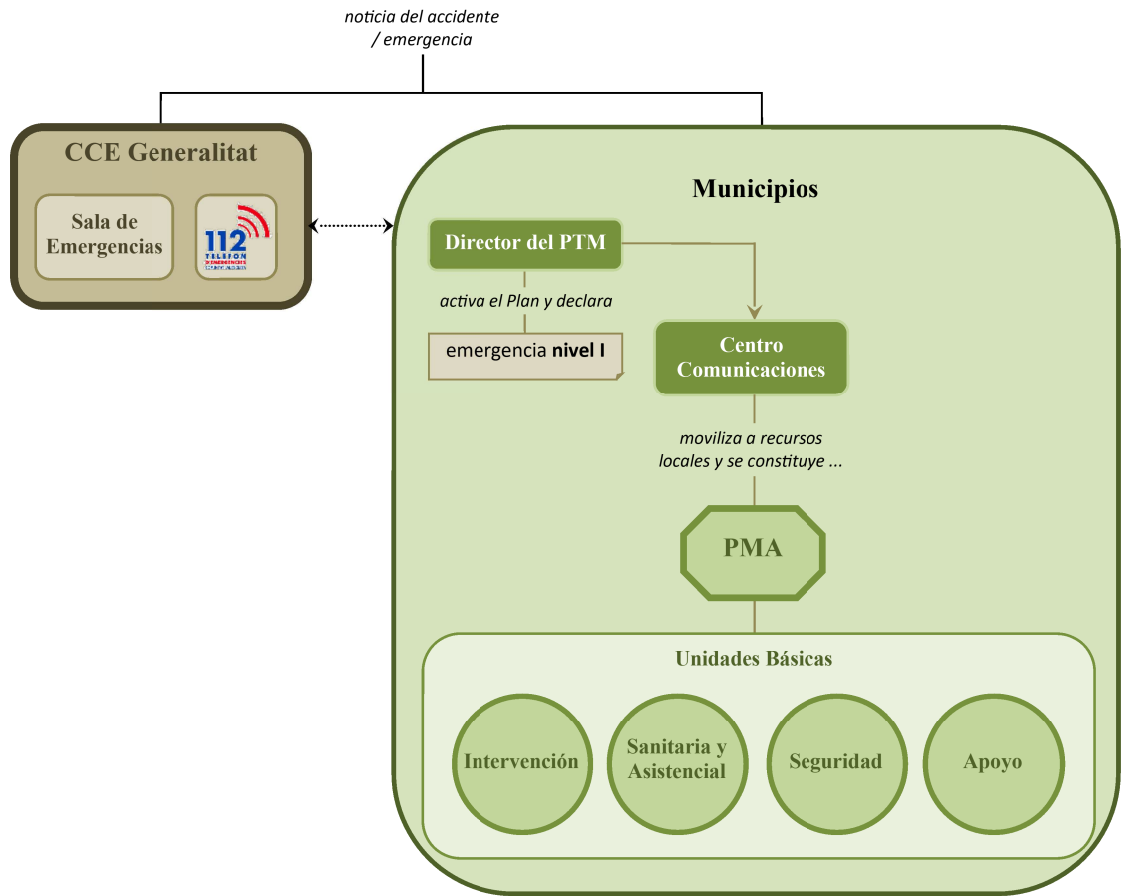 noticia del accidente
/ emergencia
CCE Generalitat
Sala de
Emergencias
112
TELÈFON
Municipios
Director del PTM
activa el Plan y declara
emergencia nivel I
Centro
Comunicaciones
moviliza a recursos
locales y se constituye ...
PMA
Unidades Básicas
Intervención
Sanitaria y
Asistencial
Seguridad
Apoyo